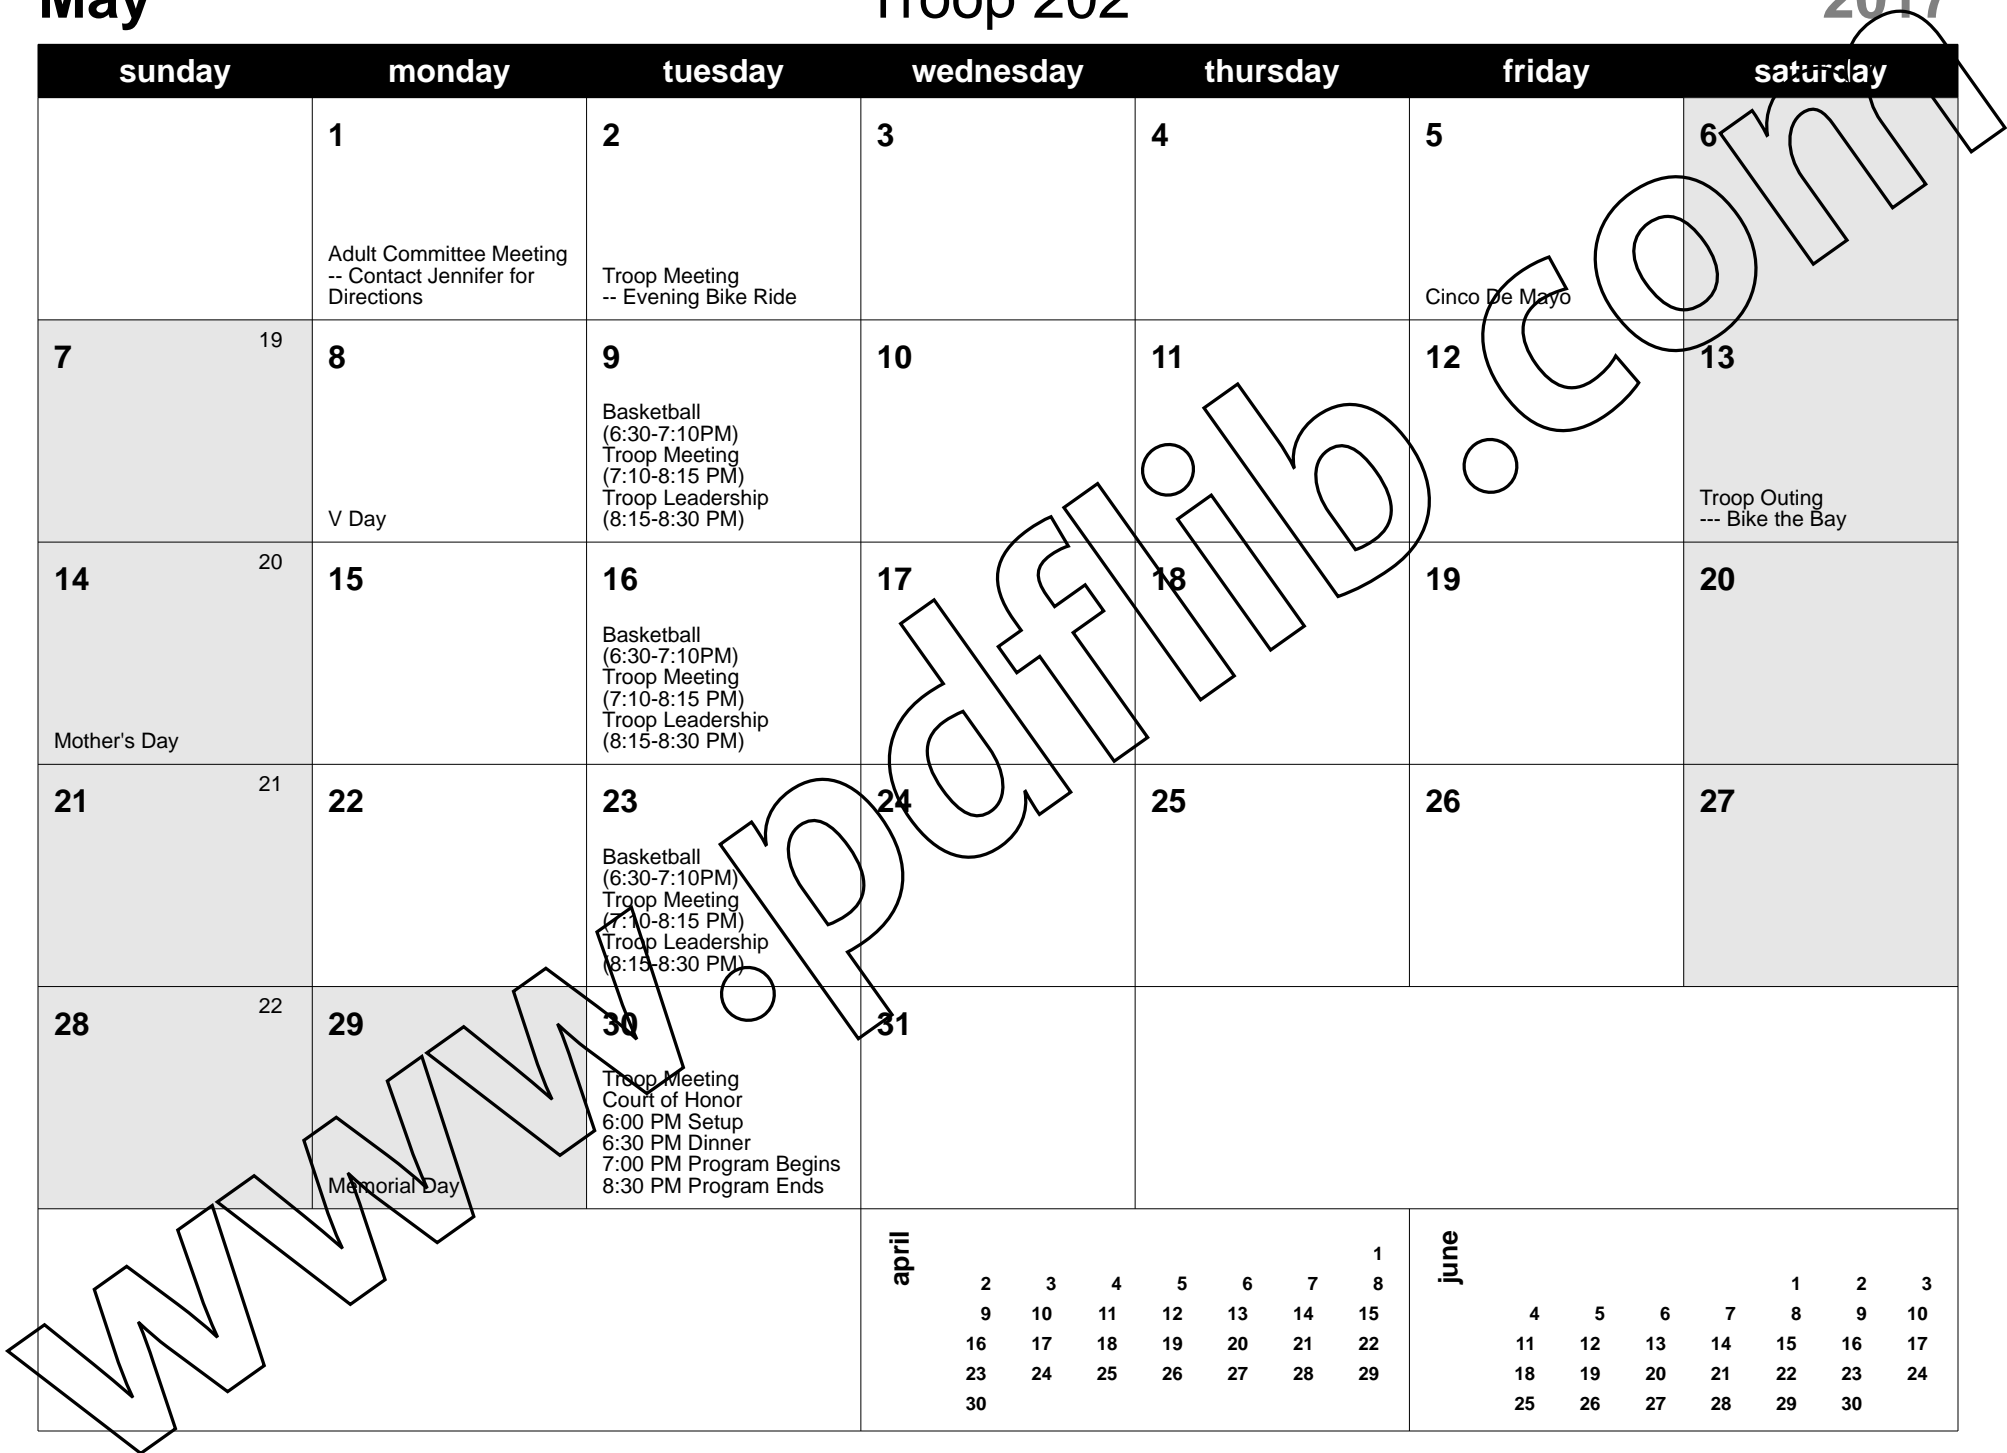 May Troop 202 2017
sunday monday tuesday wednesday thursday friday saturday
1 2 3 4 5 6
Adult Committee Meeting
-- Contact Jennifer for
Directions
Troop Meeting
-- Evening Bike Ride
Cinco De Mayo
7 19 8 9 10 11 12 13
V Day
Basketball
(6:30-7:10PM)
Troop Meeting
(7:10-8:15 PM)
Troop Leadership
(8:15-8:30 PM)
Troop Outing
--- Bike the Bay
14 20 15 16 17 18 19 20
Mother's Day
Basketball
(6:30-7:10PM)
Troop Meeting
(7:10-8:15 PM)
Troop Leadership
(8:15-8:30 PM)
21 21 22 23 24 25 26 27
Basketball
(6:30-7:10PM)
Troop Meeting
(7:10-8:15 PM)
Troop Leadership
(8:15-8:30 PM)
28 22 29 30 31
Memorial Day
Troop Meeting
Court of Honor
6:00 PM Setup
6:30 PM Dinner
7:00 PM Program Begins
8:30 PM Program Ends
april
1
2 3 4 5 6 7 8
9 10 11 12 13 14 15
16 17 18 19 20 21 22
23 24 25 26 27 28 29
30
june
1 2 3
4 5 6 7 8 9 10
11 12 13 14 15 16 17
18 19 20 21 22 23 24
25 26 27 28 29 30
www.pdflib.com